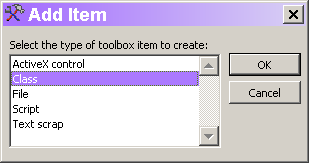 Add Item
Select the type of toolbox item to create:
ActiveX control
Class
File
Script
Text scrap
OK
Cancel